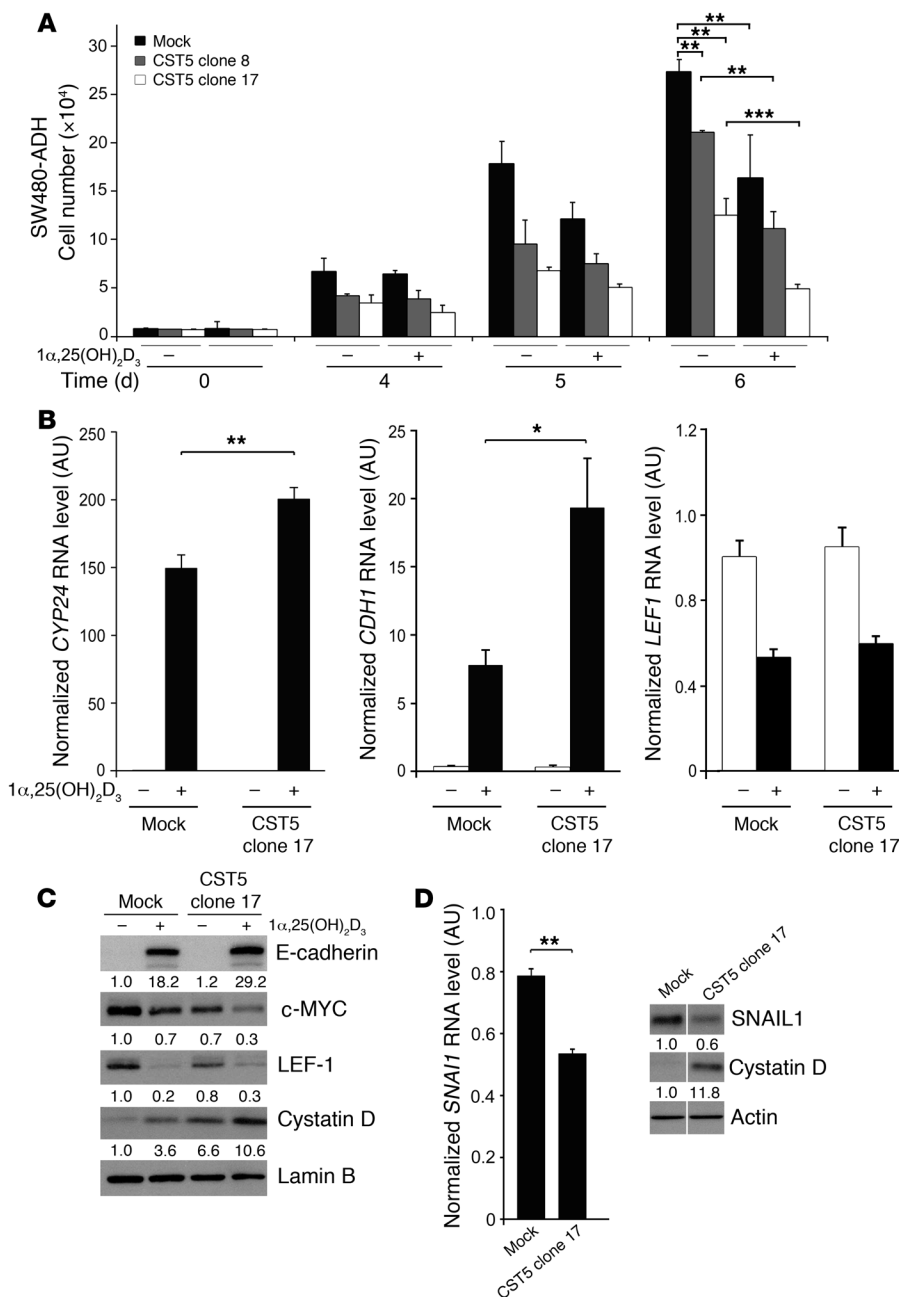 A
Mock
CST5 clone 8
CST5 clone 17
SW480-ADH
Cell number (×10⁴)
30
25
20
15
10
5
0
** ** ** ** ***
1α,25(OH)₂D₃ – – + – + – +
Time (d) 0 4 5 6
B
Normalized CYP24 RNA level (AU)
250
200
150
100
50
0
**
1α,25(OH)₂D₃ – + – +
Mock CST5
clone 17
Normalized CDH1 RNA level (AU)
25
20
15
10
5
0
*
– + – +
Mock CST5
clone 17
Normalized LEF1 RNA level (AU)
1.2
1.0
0.8
0.4
0
– + – +
Mock CST5
clone 17
C
Mock CST5
clone 17
– + – + 1α,25(OH)₂D₃
E-cadherin
1.0 18.2 1.2 29.2
c-MYC
1.0 0.7 0.7 0.3
LEF-1
1.0 0.2 0.8 0.3
Cystatin D
1.0 3.6 6.6 10.6
Lamin B
D
Normalized SNAI1 RNA level (AU)
1.0
0.8
0.6
0.4
0.2
0
**
Mock
CST5 clone 17
Mock
CST5 clone 17
SNAIL1
1.0 0.6
Cystatin D
1.0 11.8
Actin